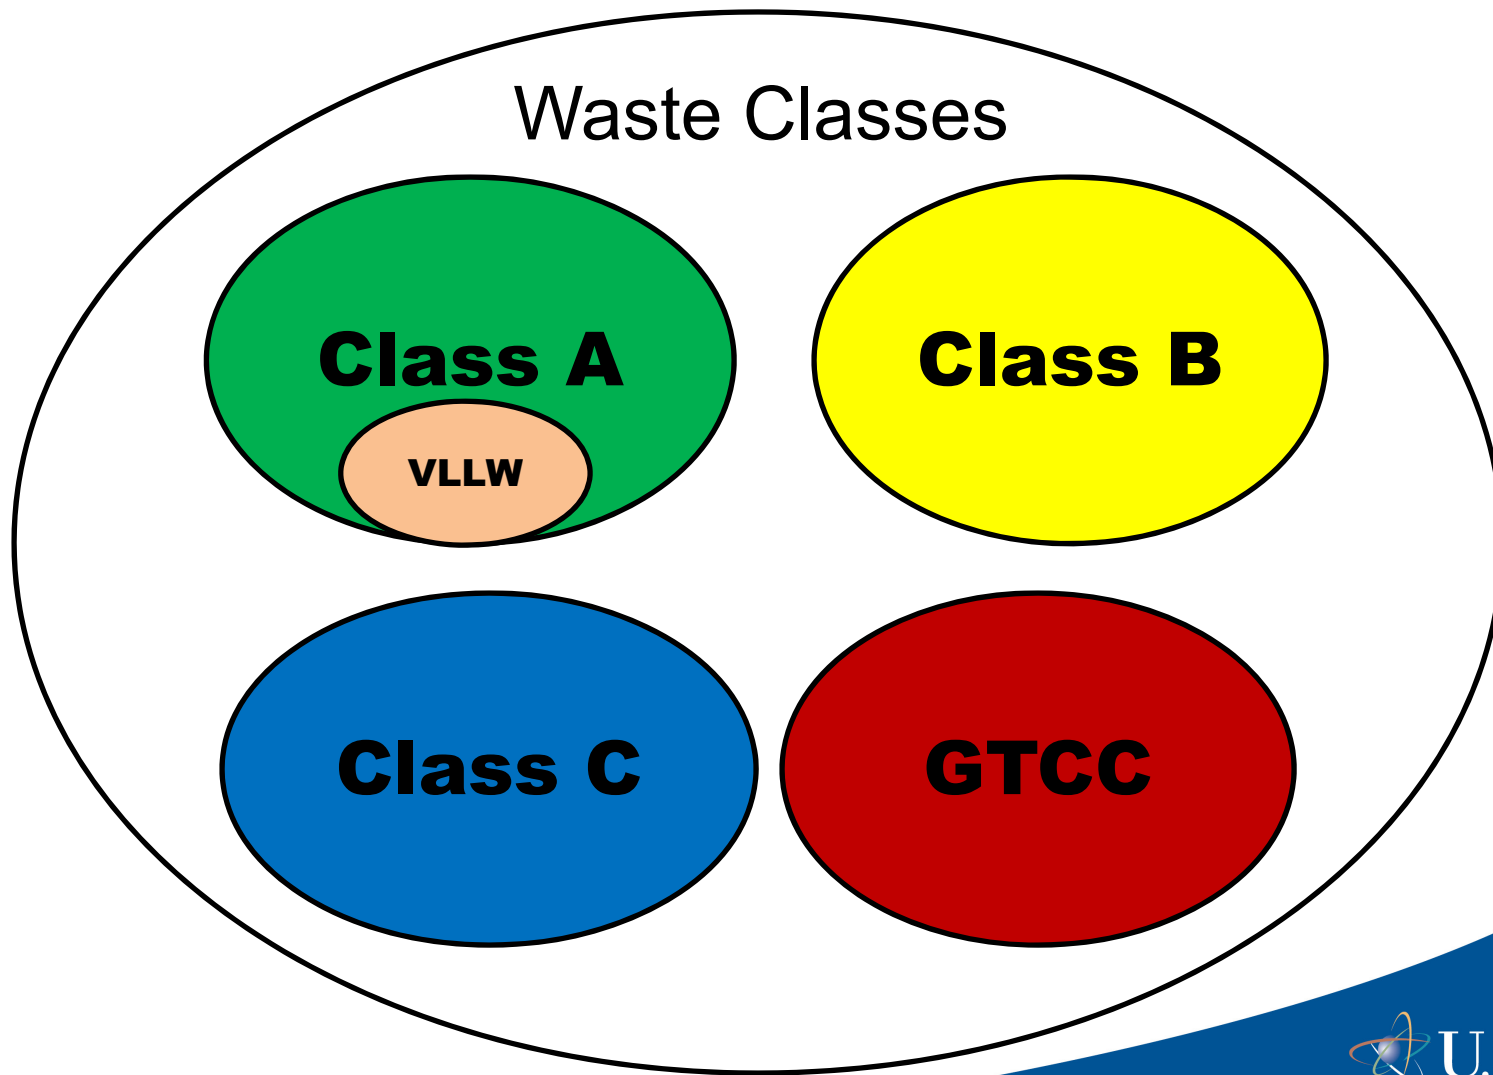 Waste Classes
Class A
Class B
VLLW
Class C
GTCC
U.